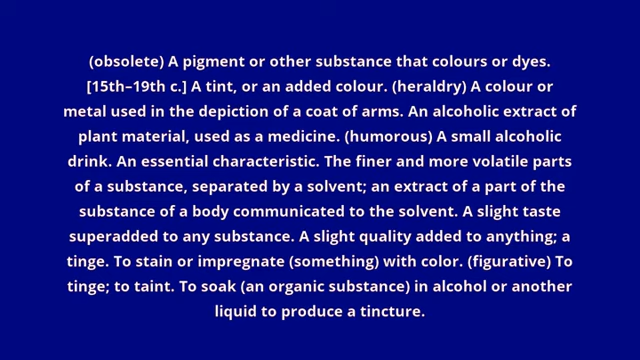 (obsolete) A pigment or other substance that colours or dyes.
[15th–19th c.] A tint, or an added colour. (heraldry) A colour or
metal used in the depiction of a coat of arms. An alcoholic extract of
plant material, used as a medicine. (humorous) A small alcoholic
drink. An essential characteristic. The finer and more volatile parts
of a substance, separated by a solvent; an extract of a part of the
substance of a body communicated to the solvent. A slight taste
superadded to any substance. A slight quality added to anything; a
tinge. To stain or impregnate (something) with color. (figurative) To
tinge; to taint. To soak (an organic substance) in alcohol or another
liquid to produce a tincture.